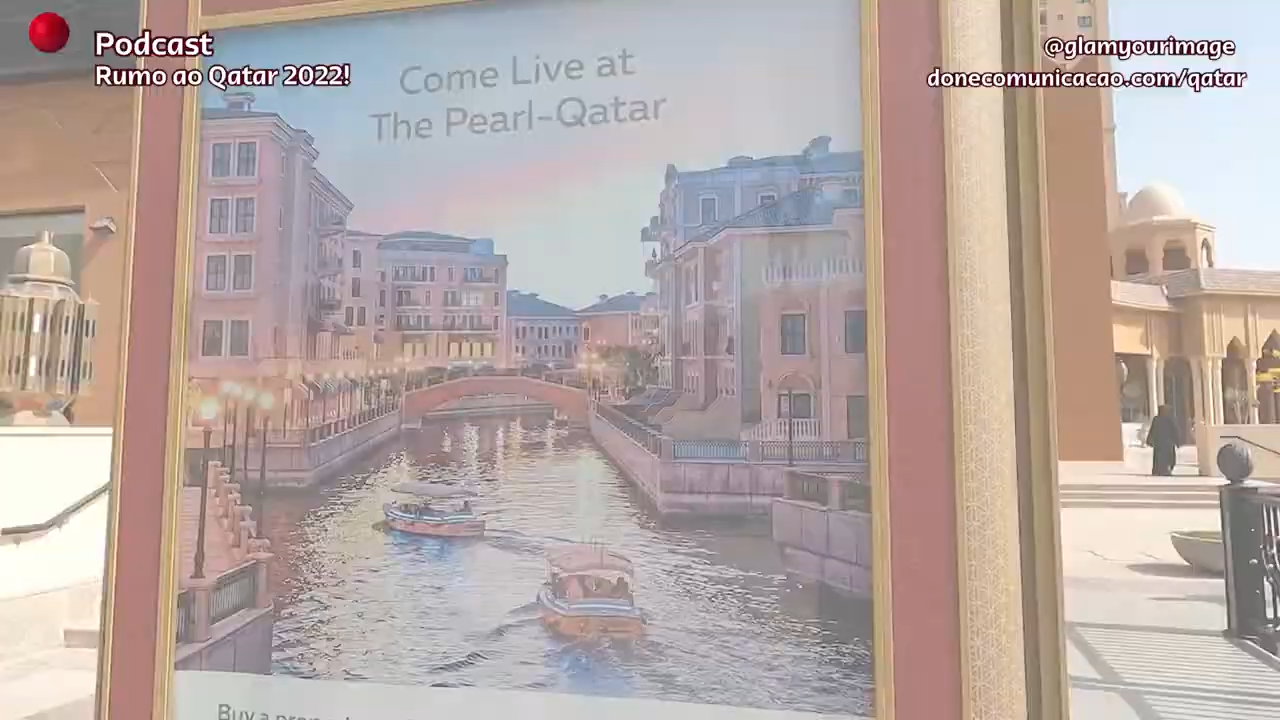 Podcast
Rumo ao Qatar 2022!
@glamyourimage
donecomunicacao.com/qatar
Come Live at
The Pearl-Qatar
Buy a